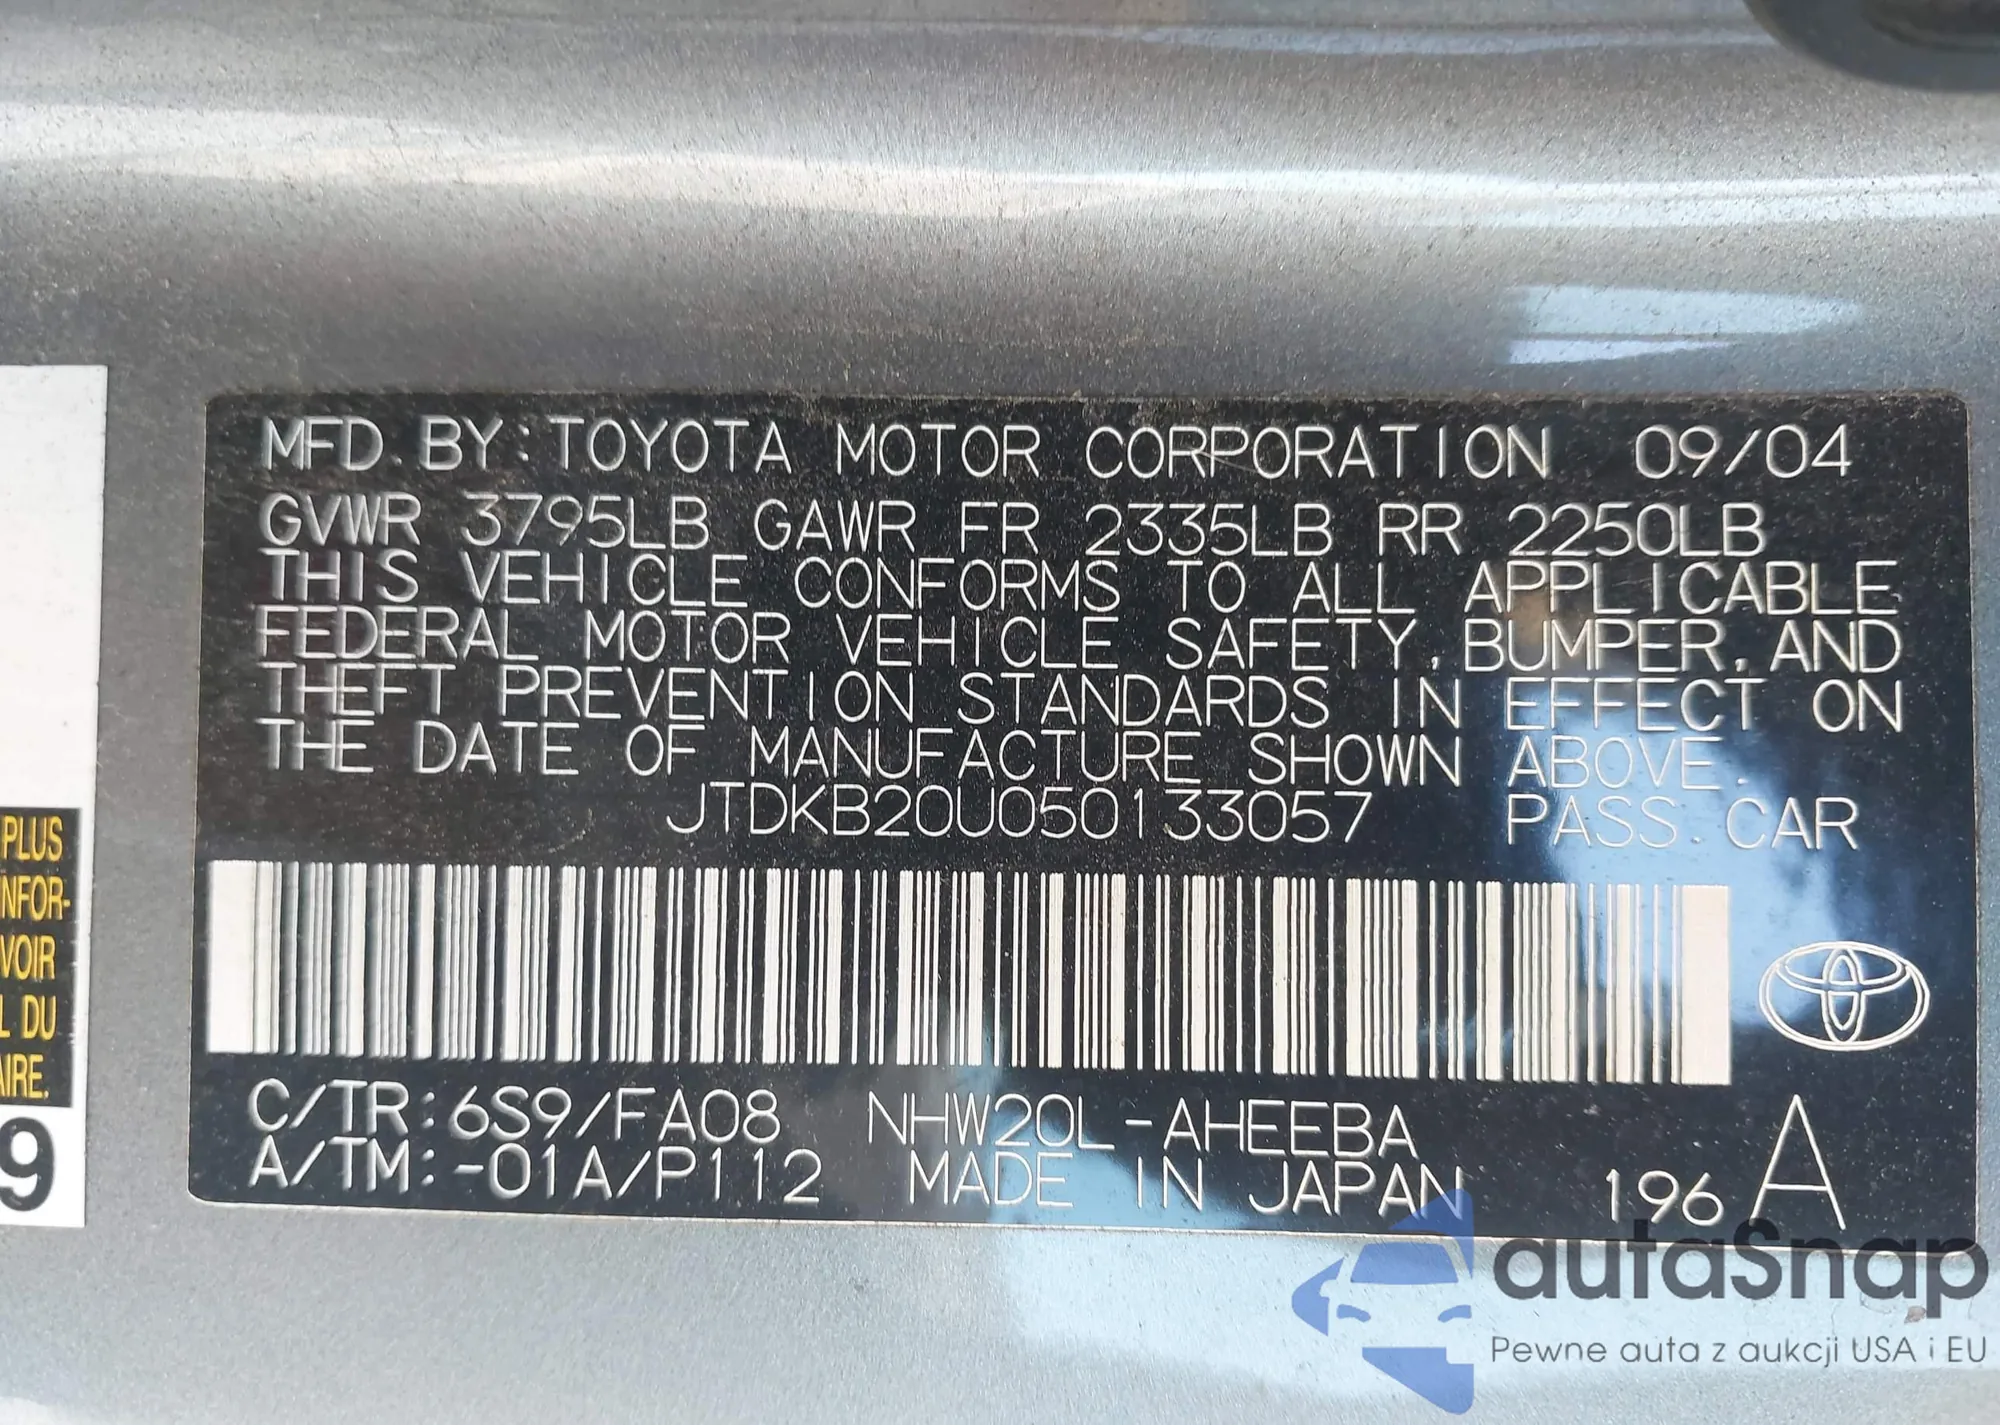 MFD. BY: TOYOTA MOTOR CORPORATION 09/04
GVWR 3795LB GAWR FR 2335LB RR 2250LB
THIS VEHICLE CONFORMS TO ALL APPLICABLE
FEDERAL MOTOR VEHICLE SAFETY, BUMPER, AND
THEFT PREVENTION STANDARDS IN EFFECT ON
THE DATE OF MANUFACTURE SHOWN ABOVE.
JTDKB20U050133057 PASS. CAR
C/TR: 6S9/FA08 NHW20L-AHEEBA
A/TM: -01A/P112 MADE IN JAPAN 196 A
PLUS
INFOR-
VOIR
L DU
AIRE.
9
autaSnap
Pewne auta z aukcji USA i EU